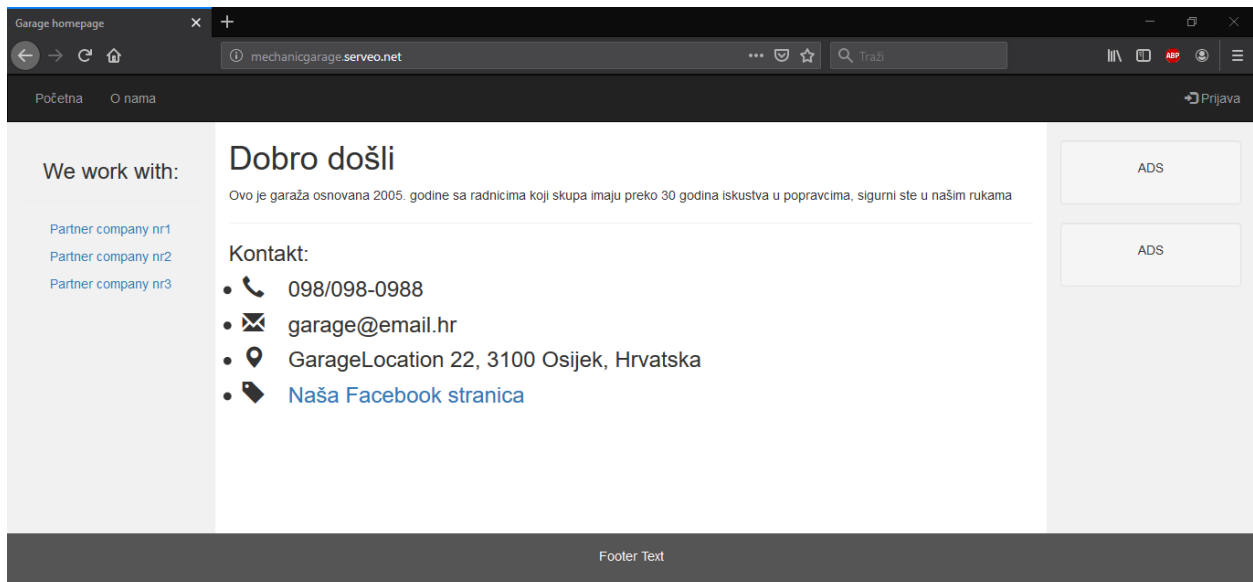 Garage homepage
mechanicgarage.serveo.net
Traži
ABP
Početna O nama
Prijava
We work with:
Partner company nr1
Partner company nr2
Partner company nr3
Dobro došli
Ovo je garaža osnovana 2005. godine sa radnicima koji skupa imaju preko 30 godina iskustva u popravcima, sigurni ste u našim rukama
Kontakt:
098/098-0988
garage@email.hr
GarageLocation 22, 3100 Osijek, Hrvatska
Naša Facebook stranica
ADS
ADS
Footer Text